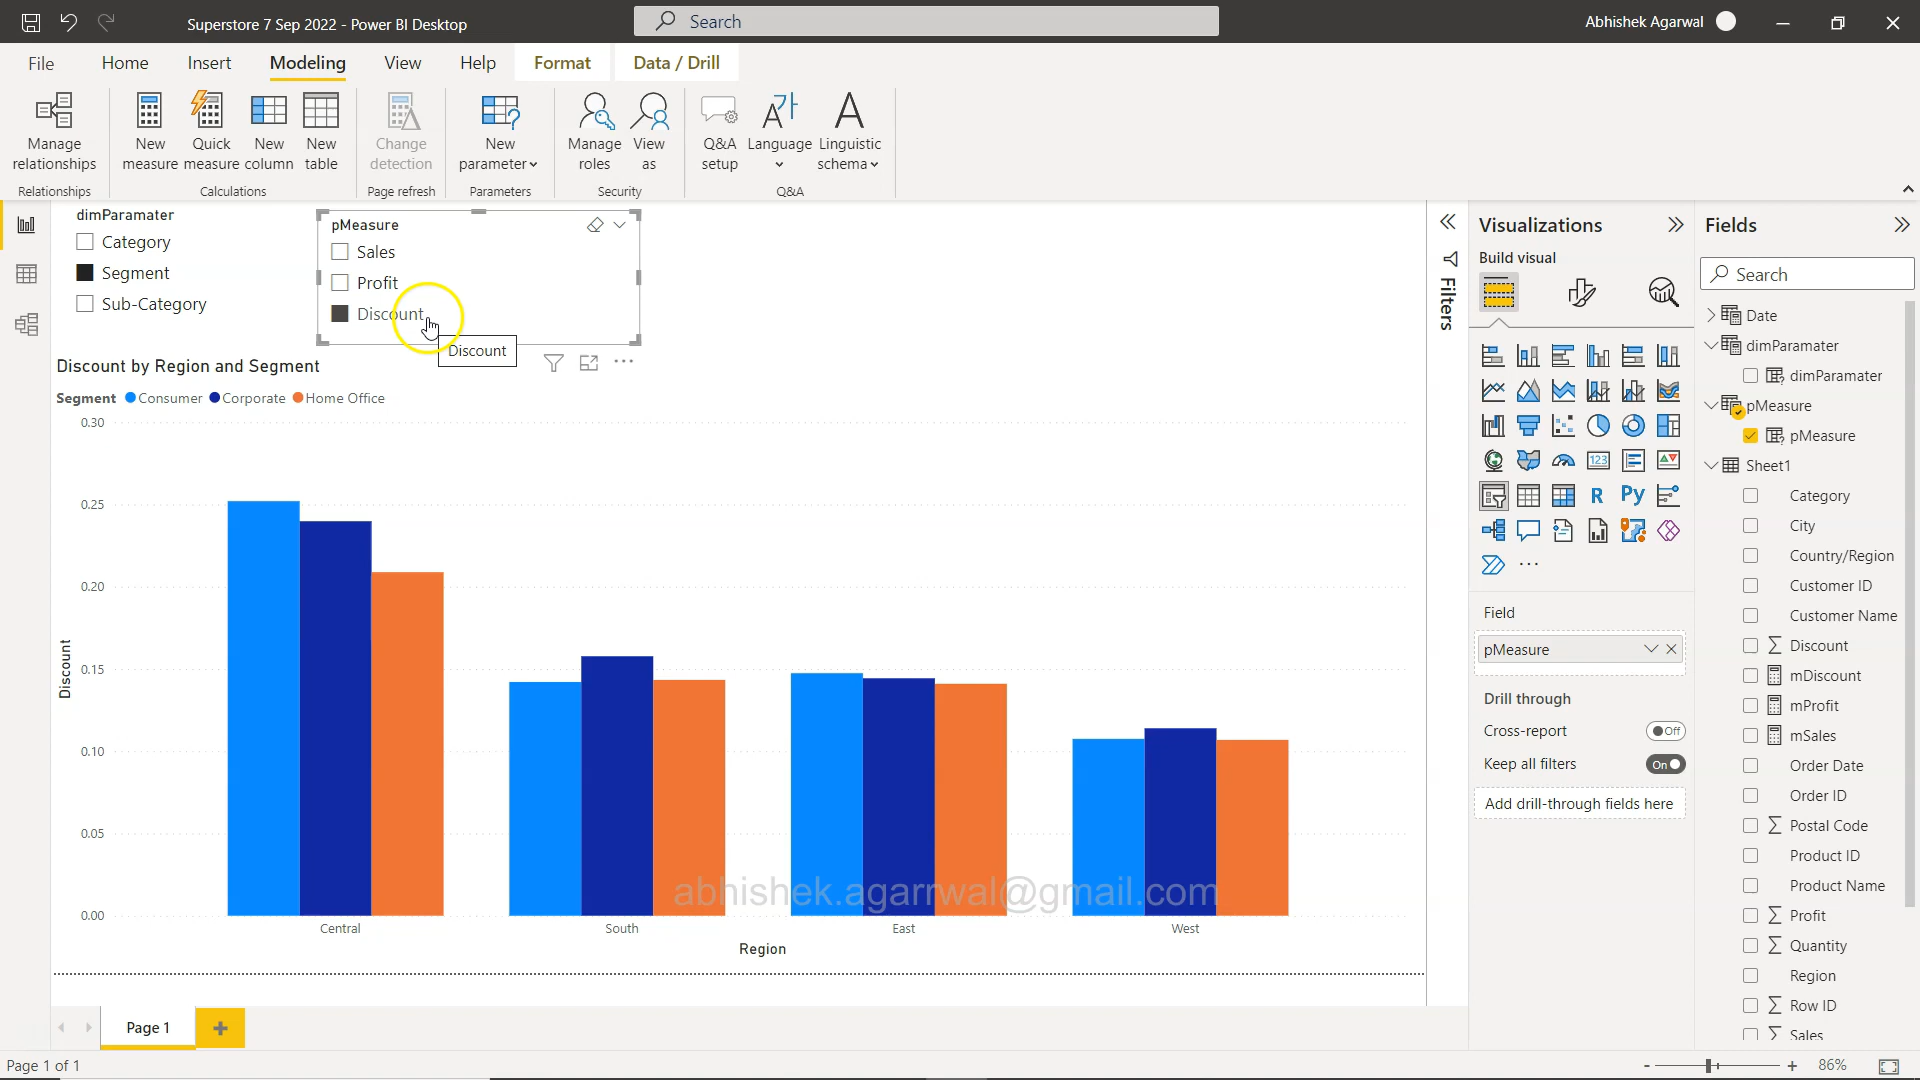 Superstore 7 Sep 2022 - Power BI Desktop
Search
Abhishek Agarwal
File
Home
Insert
Modeling
View
Help
Format
Data / Drill
Manage relationships
New measure
Quick measure
New column
New table
Change detection
New parameter
Manage roles
View as
Q&A setup
Language
Linguistic schema
Relationships
Calculations
Page refresh
Parameters
Security
Q&A
dimParamater
Category
Segment
Sub-Category
pMeasure
Sales
Profit
Discount
Discount
Discount by Region and Segment
Segment Consumer Corporate Home Office
0.30
0.25
0.20
0.15
0.10
0.05
0.00
Discount
Central
South
East
West
Region
abhishek.agarrwal@gmail.com
Page 1
Page 1 of 1
Filters
Visualizations
Build visual
123
R
Py
Field
pMeasure
Drill through
Cross-report
Off
Keep all filters
On
Add drill-through fields here
Fields
Search
Date
dimParamater
dimParamater
pMeasure
pMeasure
Sheet1
Category
City
Country/Region
Customer ID
Customer Name
Discount
mDiscount
mProfit
mSales
Order Date
Order ID
Postal Code
Product ID
Product Name
Profit
Quantity
Region
Row ID
Sales
- + 86%